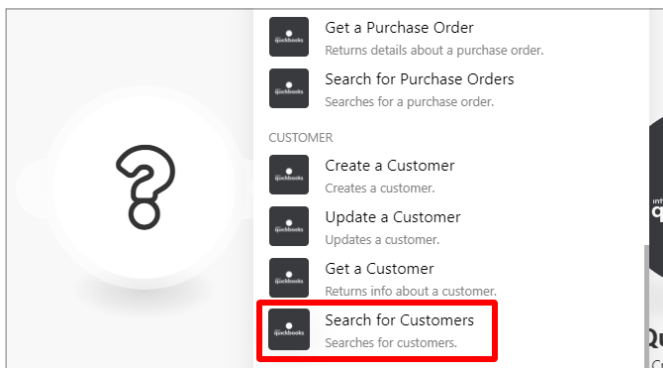 Get a Purchase Order
Returns details about a purchase order.
Search for Purchase Orders
Searches for a purchase order.
CUSTOMER
Create a Customer
Creates a customer.
Update a Customer
Updates a customer.
Get a Customer
Returns info about a customer.
Search for Customers
Searches for customers.